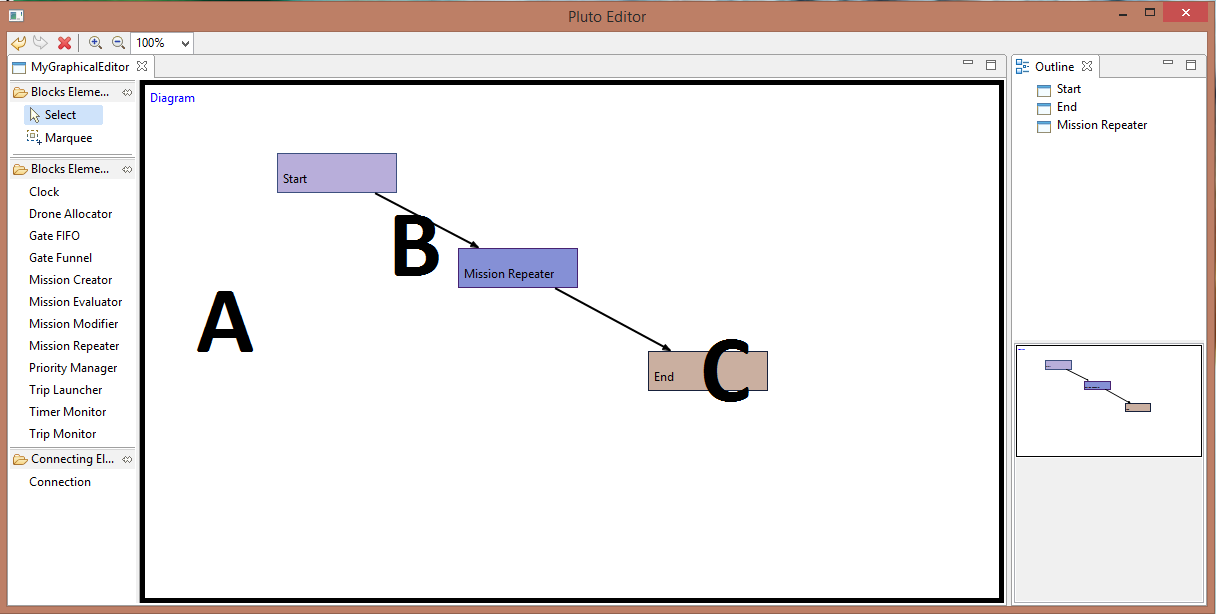 Pluto Editor
100%
MyGraphicalEditor
Outline
Blocks Eleme...
Select
Marquee
Blocks Eleme...
Clock
Drone Allocator
Gate FIFO
Gate Funnel
Mission Creator
Mission Evaluator
Mission Modifier
Mission Repeater
Priority Manager
Trip Launcher
Timer Monitor
Trip Monitor
Connecting El...
Connection
Diagram
Start
B
Mission Repeater
A
End
C
Start
End
Mission Repeater